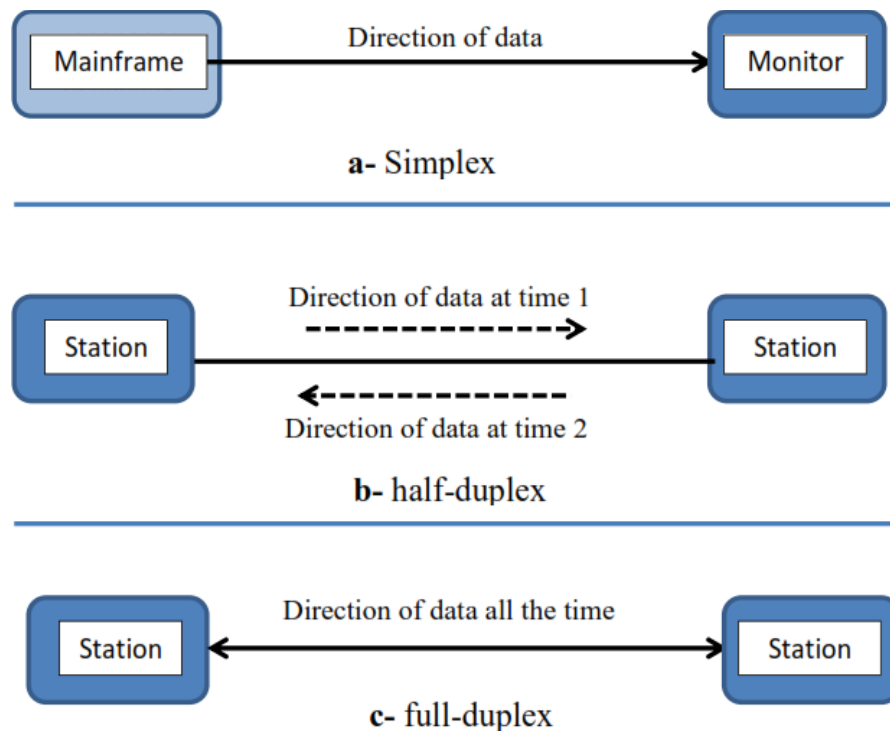 Direction of data
Mainframe
Monitor
a- Simplex
Direction of data at time 1
Station
Station
Direction of data at time 2
b- half-duplex
Direction of data all the time
Station
Station
c- full-duplex